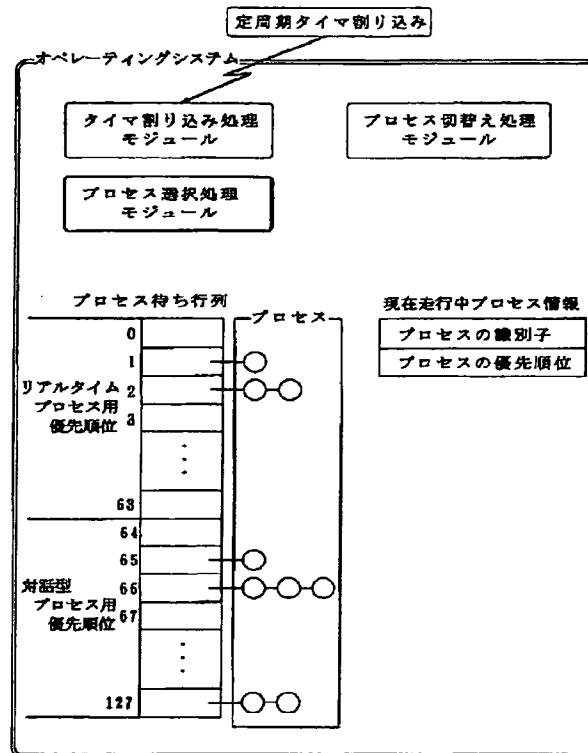 定周期タイマ割り込み
オペレーティングシステム
タイマ割り込み処理
モジュール
プロセス切替え処理
モジュール
プロセス選択処理
モジュール
プロセス待ち行列
プロセス
現在走行中プロセス情報
プロセスの識別子
プロセスの優先順位
0
1
リアルタイム 2
プロセス用
優先順位 3
63
64
65
対話型 66
プロセス用 67
優先順位
127